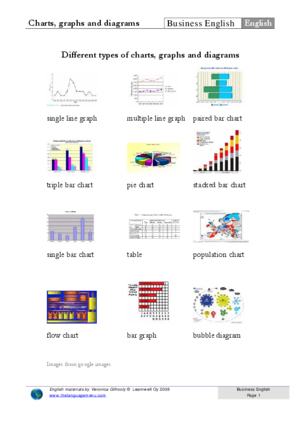 Charts, graphs and diagrams
Business English
English
Different types of charts, graphs and diagrams
single line graph
multiple line graph
paired bar chart
triple bar chart
pie chart
stacked bar chart
single bar chart
table
population chart
flow chart
bar graph
bubble diagram
Images from google images
English materials by Veronica Gilhooly © Learnwell Oy 2009
Business English
www.thelanguagemenu.com
Page 1